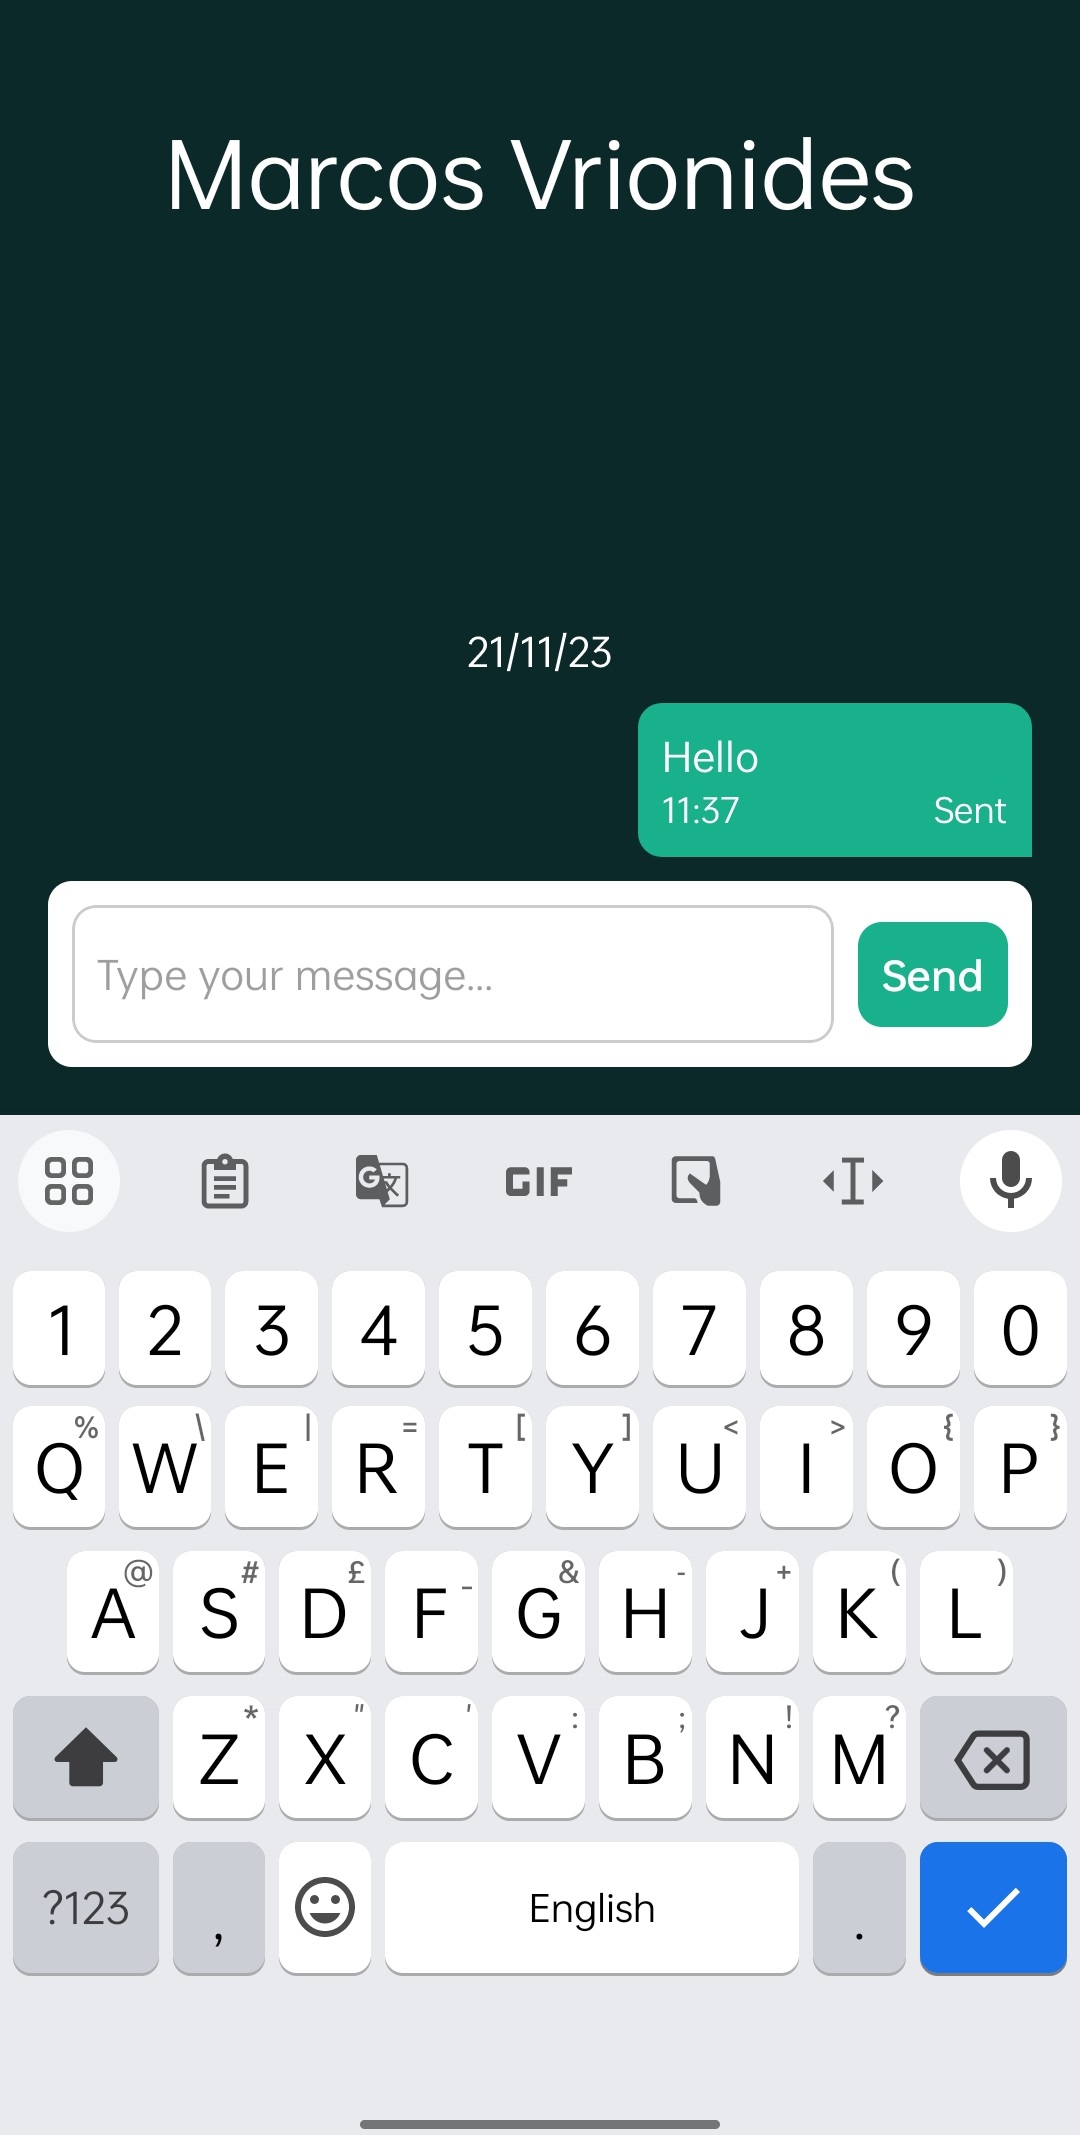 Marcos Vrionides
21/11/23
Hello
11:37 Sent
Type your message...
Send
G 文 GIF
1 2 3 4 5 6 7 8 9 0
% \ | = [ ] < > { }
Q W E R T Y U I O P
@ # £ _ & - + ( )
A S D F G H J K L
* " ' : ; ! ?
Z X C V B N M
?123 , English .